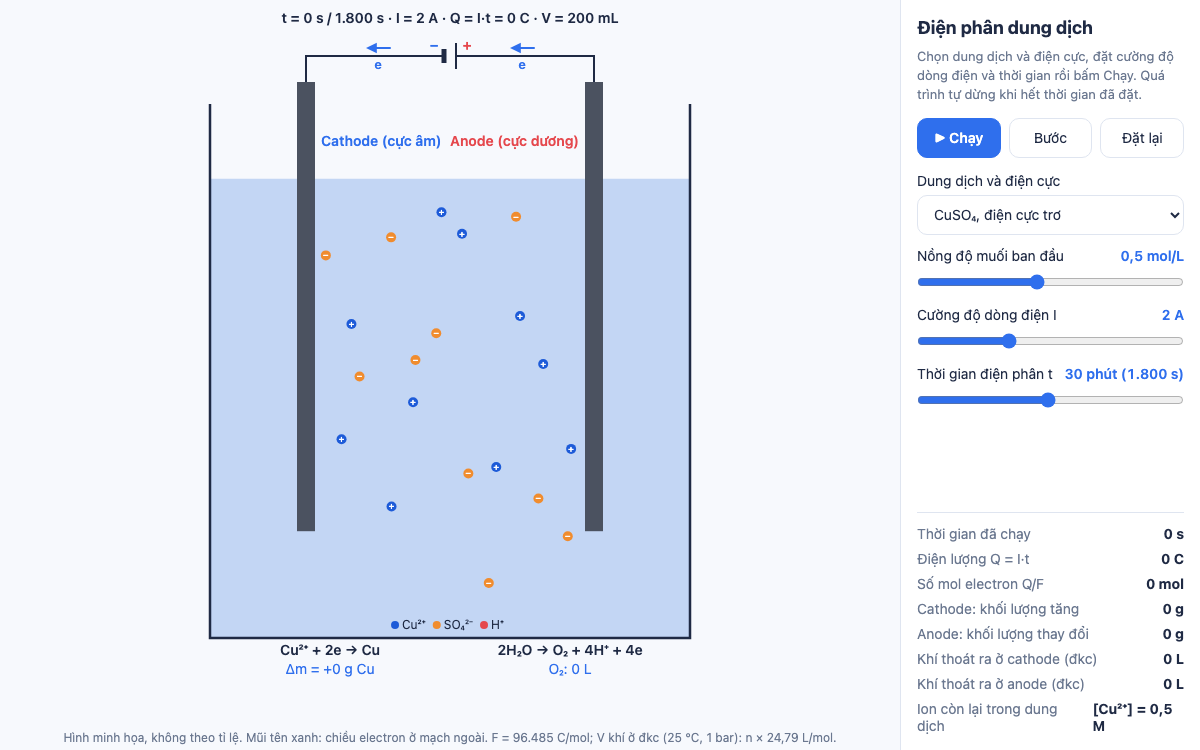 t = 0 s / 1.800 s · I = 2 A · Q = I·t = 0 C · V = 200 mL
− +
e e
Cathode (cực âm) Anode (cực dương)
Cu²⁺ SO₄²⁻ H⁺
Cu²⁺ + 2e → Cu
Δm = +0 g Cu
2H₂O → O₂ + 4H⁺ + 4e
O₂: 0 L
Hình minh họa, không theo tỉ lệ. Mũi tên xanh: chiều electron ở mạch ngoài. F = 96.485 C/mol; V khí ở đkc (25 °C, 1 bar): n × 24,79 L/mol.
Điện phân dung dịch
Chọn dung dịch và điện cực, đặt cường độ
dòng điện và thời gian rồi bấm Chạy. Quá
trình tự dừng khi hết thời gian đã đặt.
▶ Chạy Bước Đặt lại
Dung dịch và điện cực
CuSO₄, điện cực trơ
Nồng độ muối ban đầu 0,5 mol/L
Cường độ dòng điện I 2 A
Thời gian điện phân t 30 phút (1.800 s)
Thời gian đã chạy 0 s
Điện lượng Q = I·t 0 C
Số mol electron Q/F 0 mol
Cathode: khối lượng tăng 0 g
Anode: khối lượng thay đổi 0 g
Khí thoát ra ở cathode (đkc) 0 L
Khí thoát ra ở anode (đkc) 0 L
Ion còn lại trong dung [Cu²⁺] = 0,5
dịch M